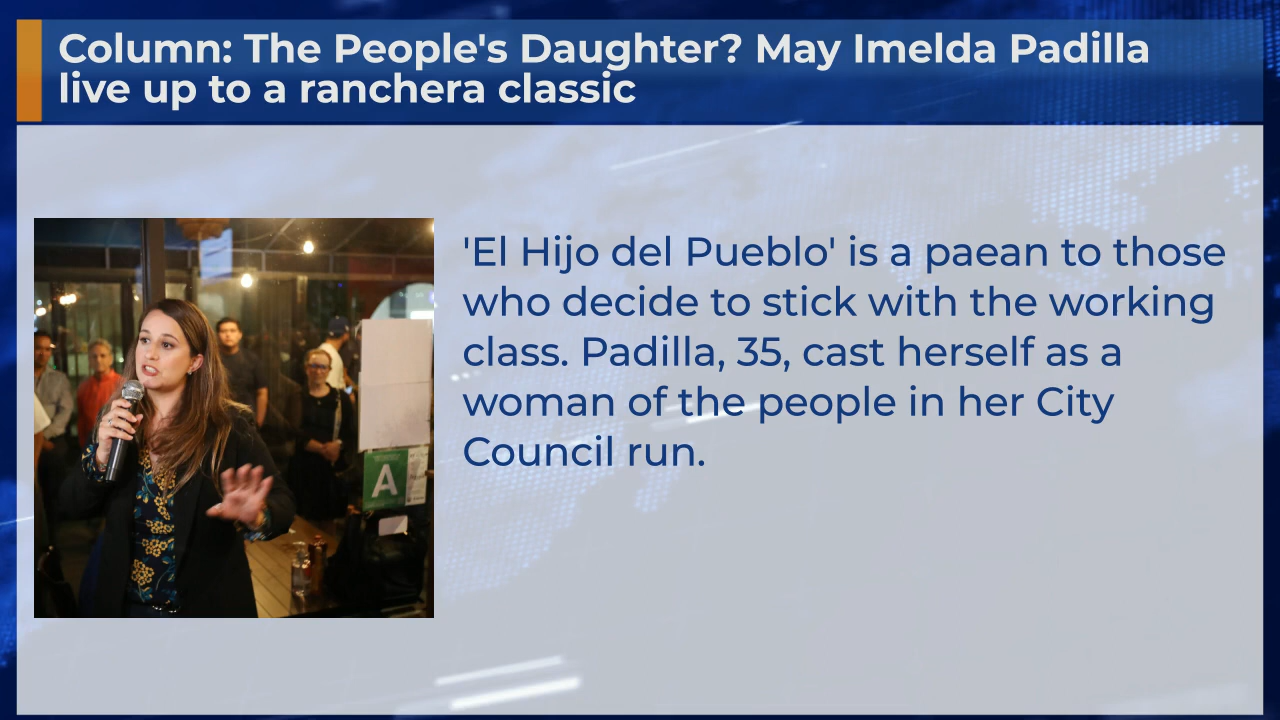 Column: The People's Daughter? May Imelda Padilla
live up to a ranchera classic
'El Hijo del Pueblo' is a paean to those
who decide to stick with the working
class. Padilla, 35, cast herself as a
woman of the people in her City
Council run.
A